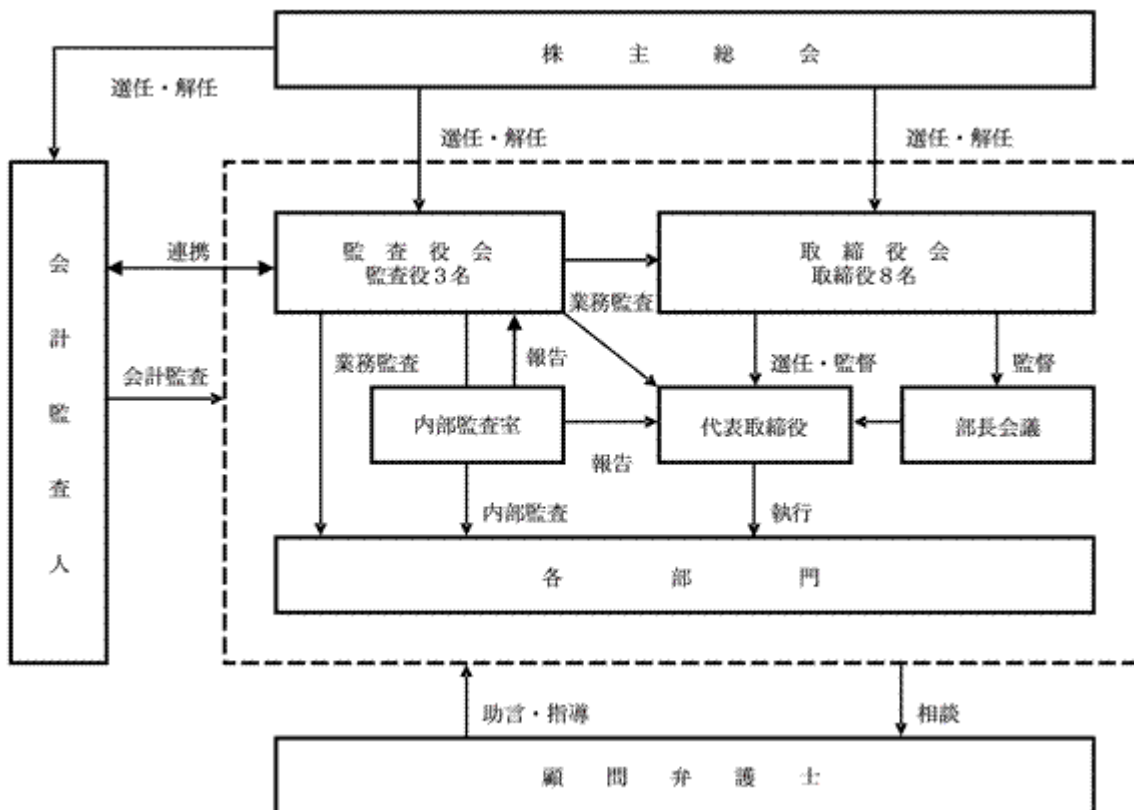 株主総会
選任・解任
選任・解任
選任・解任
会計監査人
連携
監査役会
監査役3名
取締役会
取締役8名
業務監査
業務監査
報告
選任・監督
監督
会計監査
内部監査室
代表取締役
部長会議
報告
内部監査
執行
各部門
助言・指導
相談
顧問弁護士